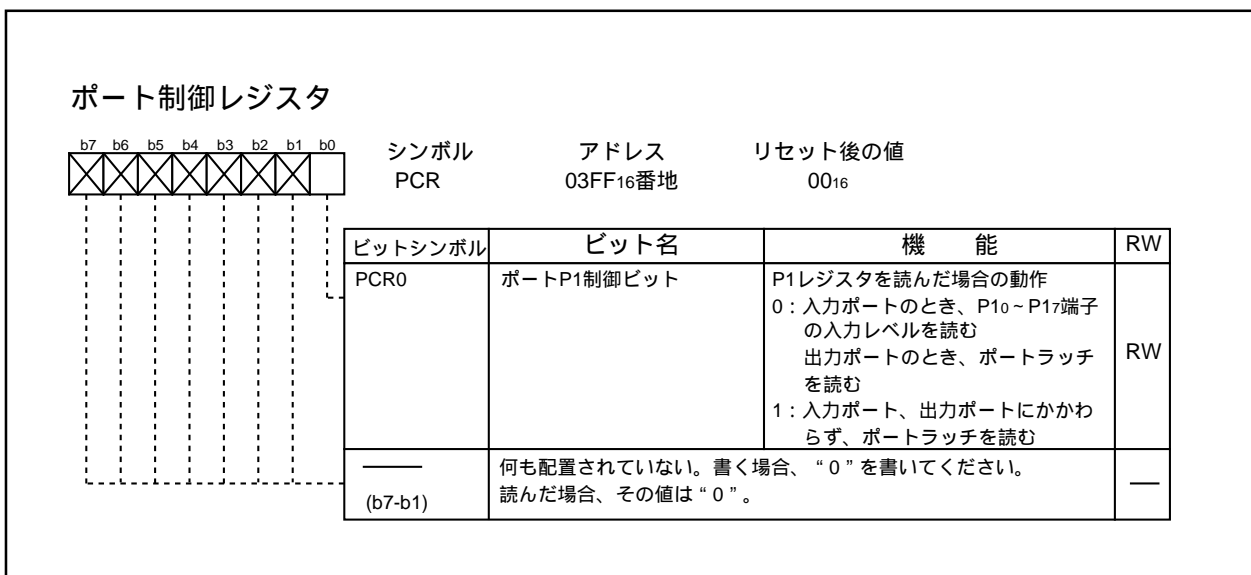 ポート制御レジスタ
b7 b6 b5 b4 b3 b2 b1 b0
シンボル アドレス リセット後の値
PCR 03FF16番地 0016
ビットシンボル ビット名 機 能 RW
PCR0 ポートP1制御ビット P1レジスタを読んだ場合の動作
0：入力ポートのとき、P10～P17端子
の入力レベルを読む
出力ポートのとき、ポートラッチ
を読む
1：入力ポート、出力ポートにかかわ
らず、ポートラッチを読む
RW
(b7-b1)
何も配置されていない。書く場合、“0”を書いてください。
読んだ場合、その値は“0”。